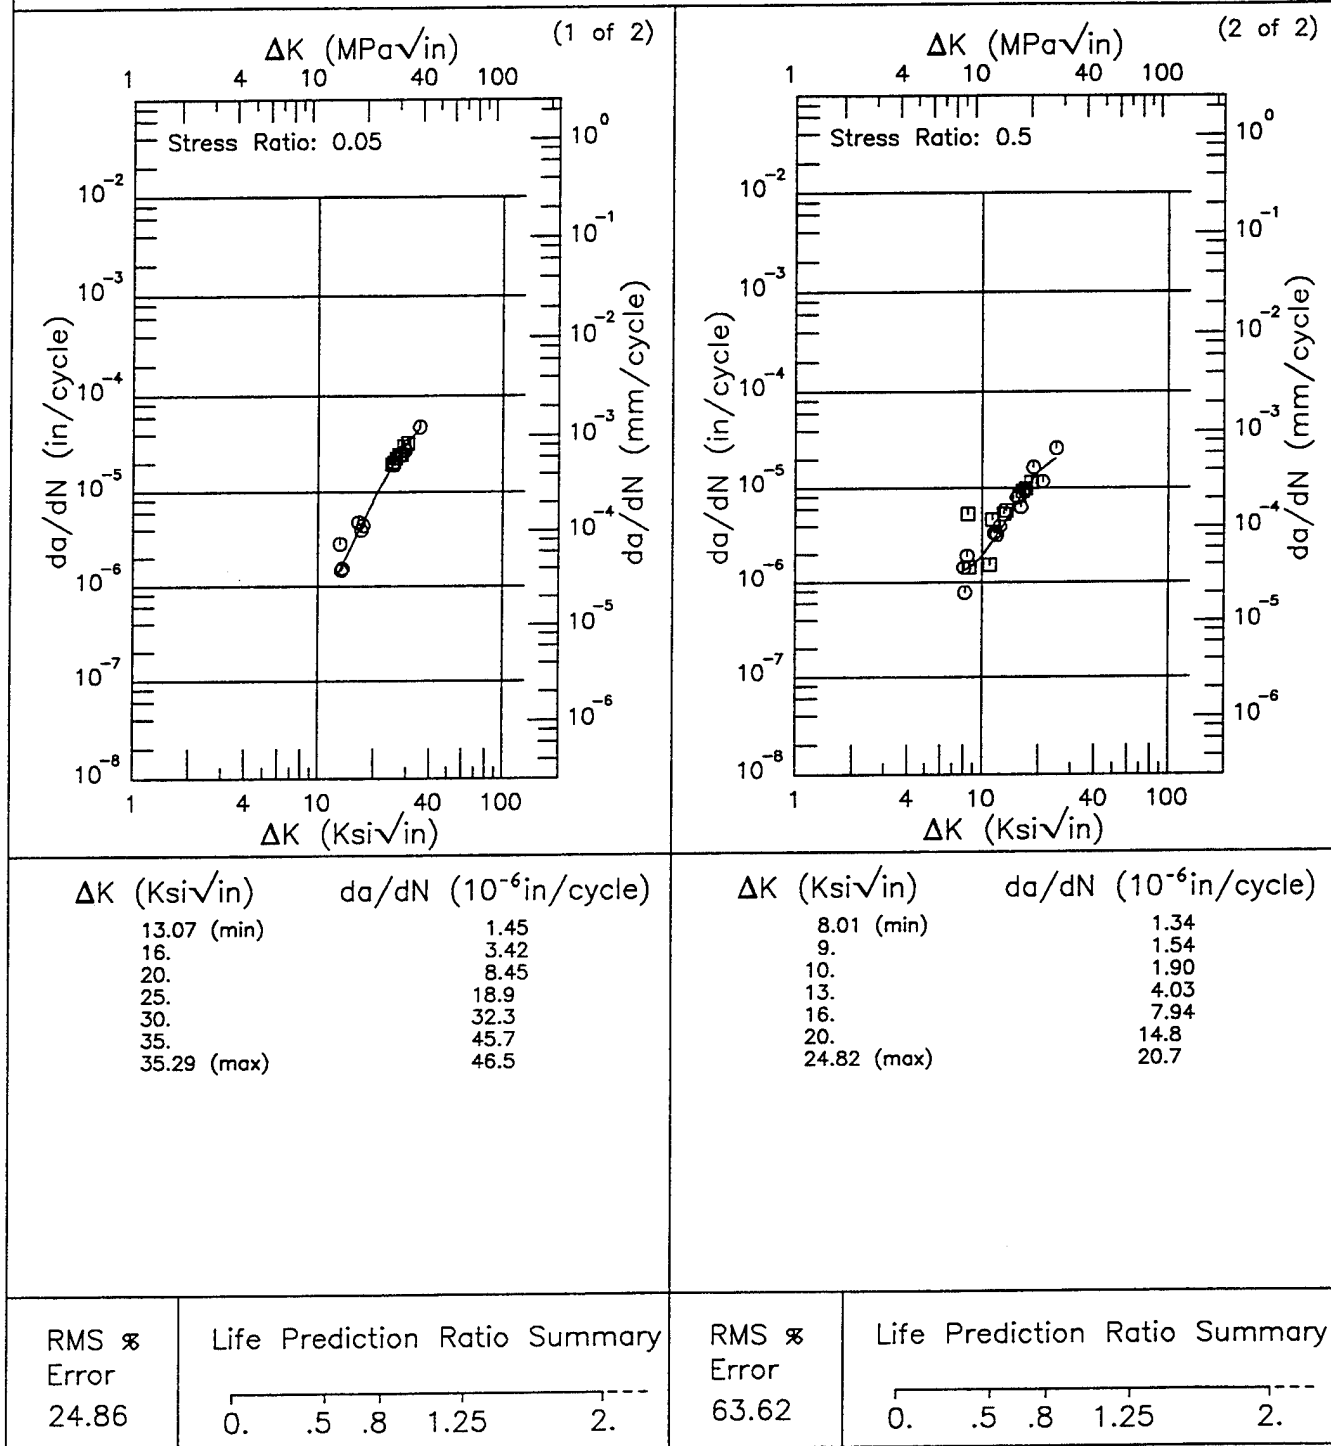 (1 of 2)
ΔK (MPa√in)
1 4 10 40 100
Stress Ratio: 0.05
10⁰
10⁻²
10⁻¹
10⁻³
10⁻²
10⁻⁴
10⁻³
10⁻⁵
10⁻⁴
10⁻⁶
10⁻⁵
10⁻⁷
10⁻⁶
10⁻⁸
da/dN (in/cycle)
da/dN (mm/cycle)
1 4 10 40 100
ΔK (Ksi√in)
(2 of 2)
ΔK (MPa√in)
1 4 10 40 100
Stress Ratio: 0.5
10⁰
10⁻²
10⁻¹
10⁻³
10⁻²
10⁻⁴
10⁻³
10⁻⁵
10⁻⁴
10⁻⁶
10⁻⁵
10⁻⁷
10⁻⁶
10⁻⁸
da/dN (in/cycle)
da/dN (mm/cycle)
1 4 10 40 100
ΔK (Ksi√in)
ΔK (Ksi√in) da/dN (10⁻⁶in/cycle)
13.07 (min) 1.45
16. 3.42
20. 8.45
25. 18.9
30. 32.3
35. 45.7
35.29 (max) 46.5
ΔK (Ksi√in) da/dN (10⁻⁶in/cycle)
8.01 (min) 1.34
9. 1.54
10. 1.90
13. 4.03
16. 7.94
20. 14.8
24.82 (max) 20.7
RMS %
Error
24.86
Life Prediction Ratio Summary
0. .5 .8 1.25 2.
RMS %
Error
63.62
Life Prediction Ratio Summary
0. .5 .8 1.25 2.